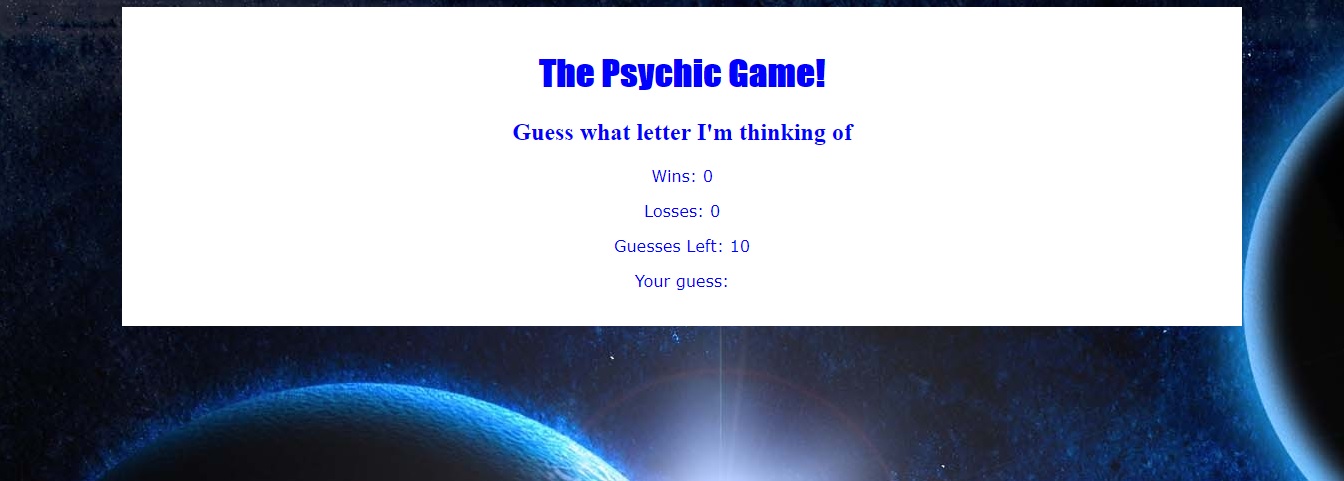 The Psychic Game!
Guess what letter I'm thinking of
Wins: 0
Losses: 0
Guesses Left: 10
Your guess: